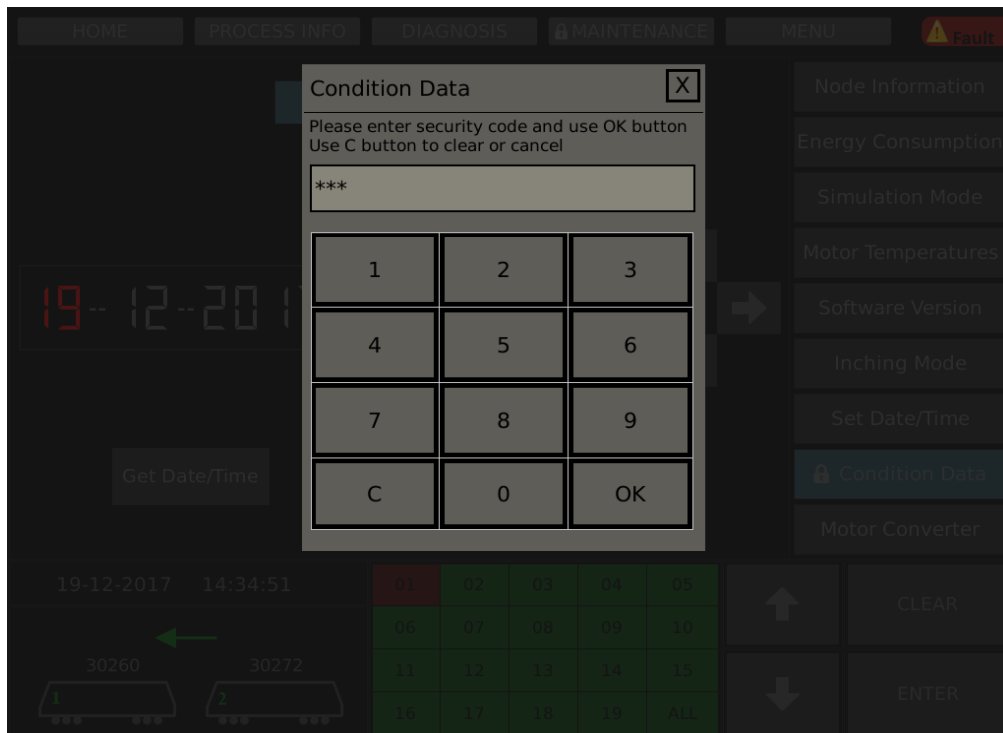 HOME PROCESS INFO DIAGNOSIS MAINTENANCE MENU Fault
Condition Data X
Please enter security code and use OK button
Use C button to clear or cancel
***
1 2 3
4 5 6
7 8 9
C 0 OK
19-12-201
Get Date/Time
Node Information
Energy Consumption
Simulation Mode
Motor Temperatures
Software Version
Inching Mode
Set Date/Time
Condition Data
Motor Converter
19-12-2017 14:34:51
30260 30272
1 2
01 02 03 04 05
06 07 08 09 10
11 12 13 14 15
16 17 18 19 ALL
CLEAR
ENTER